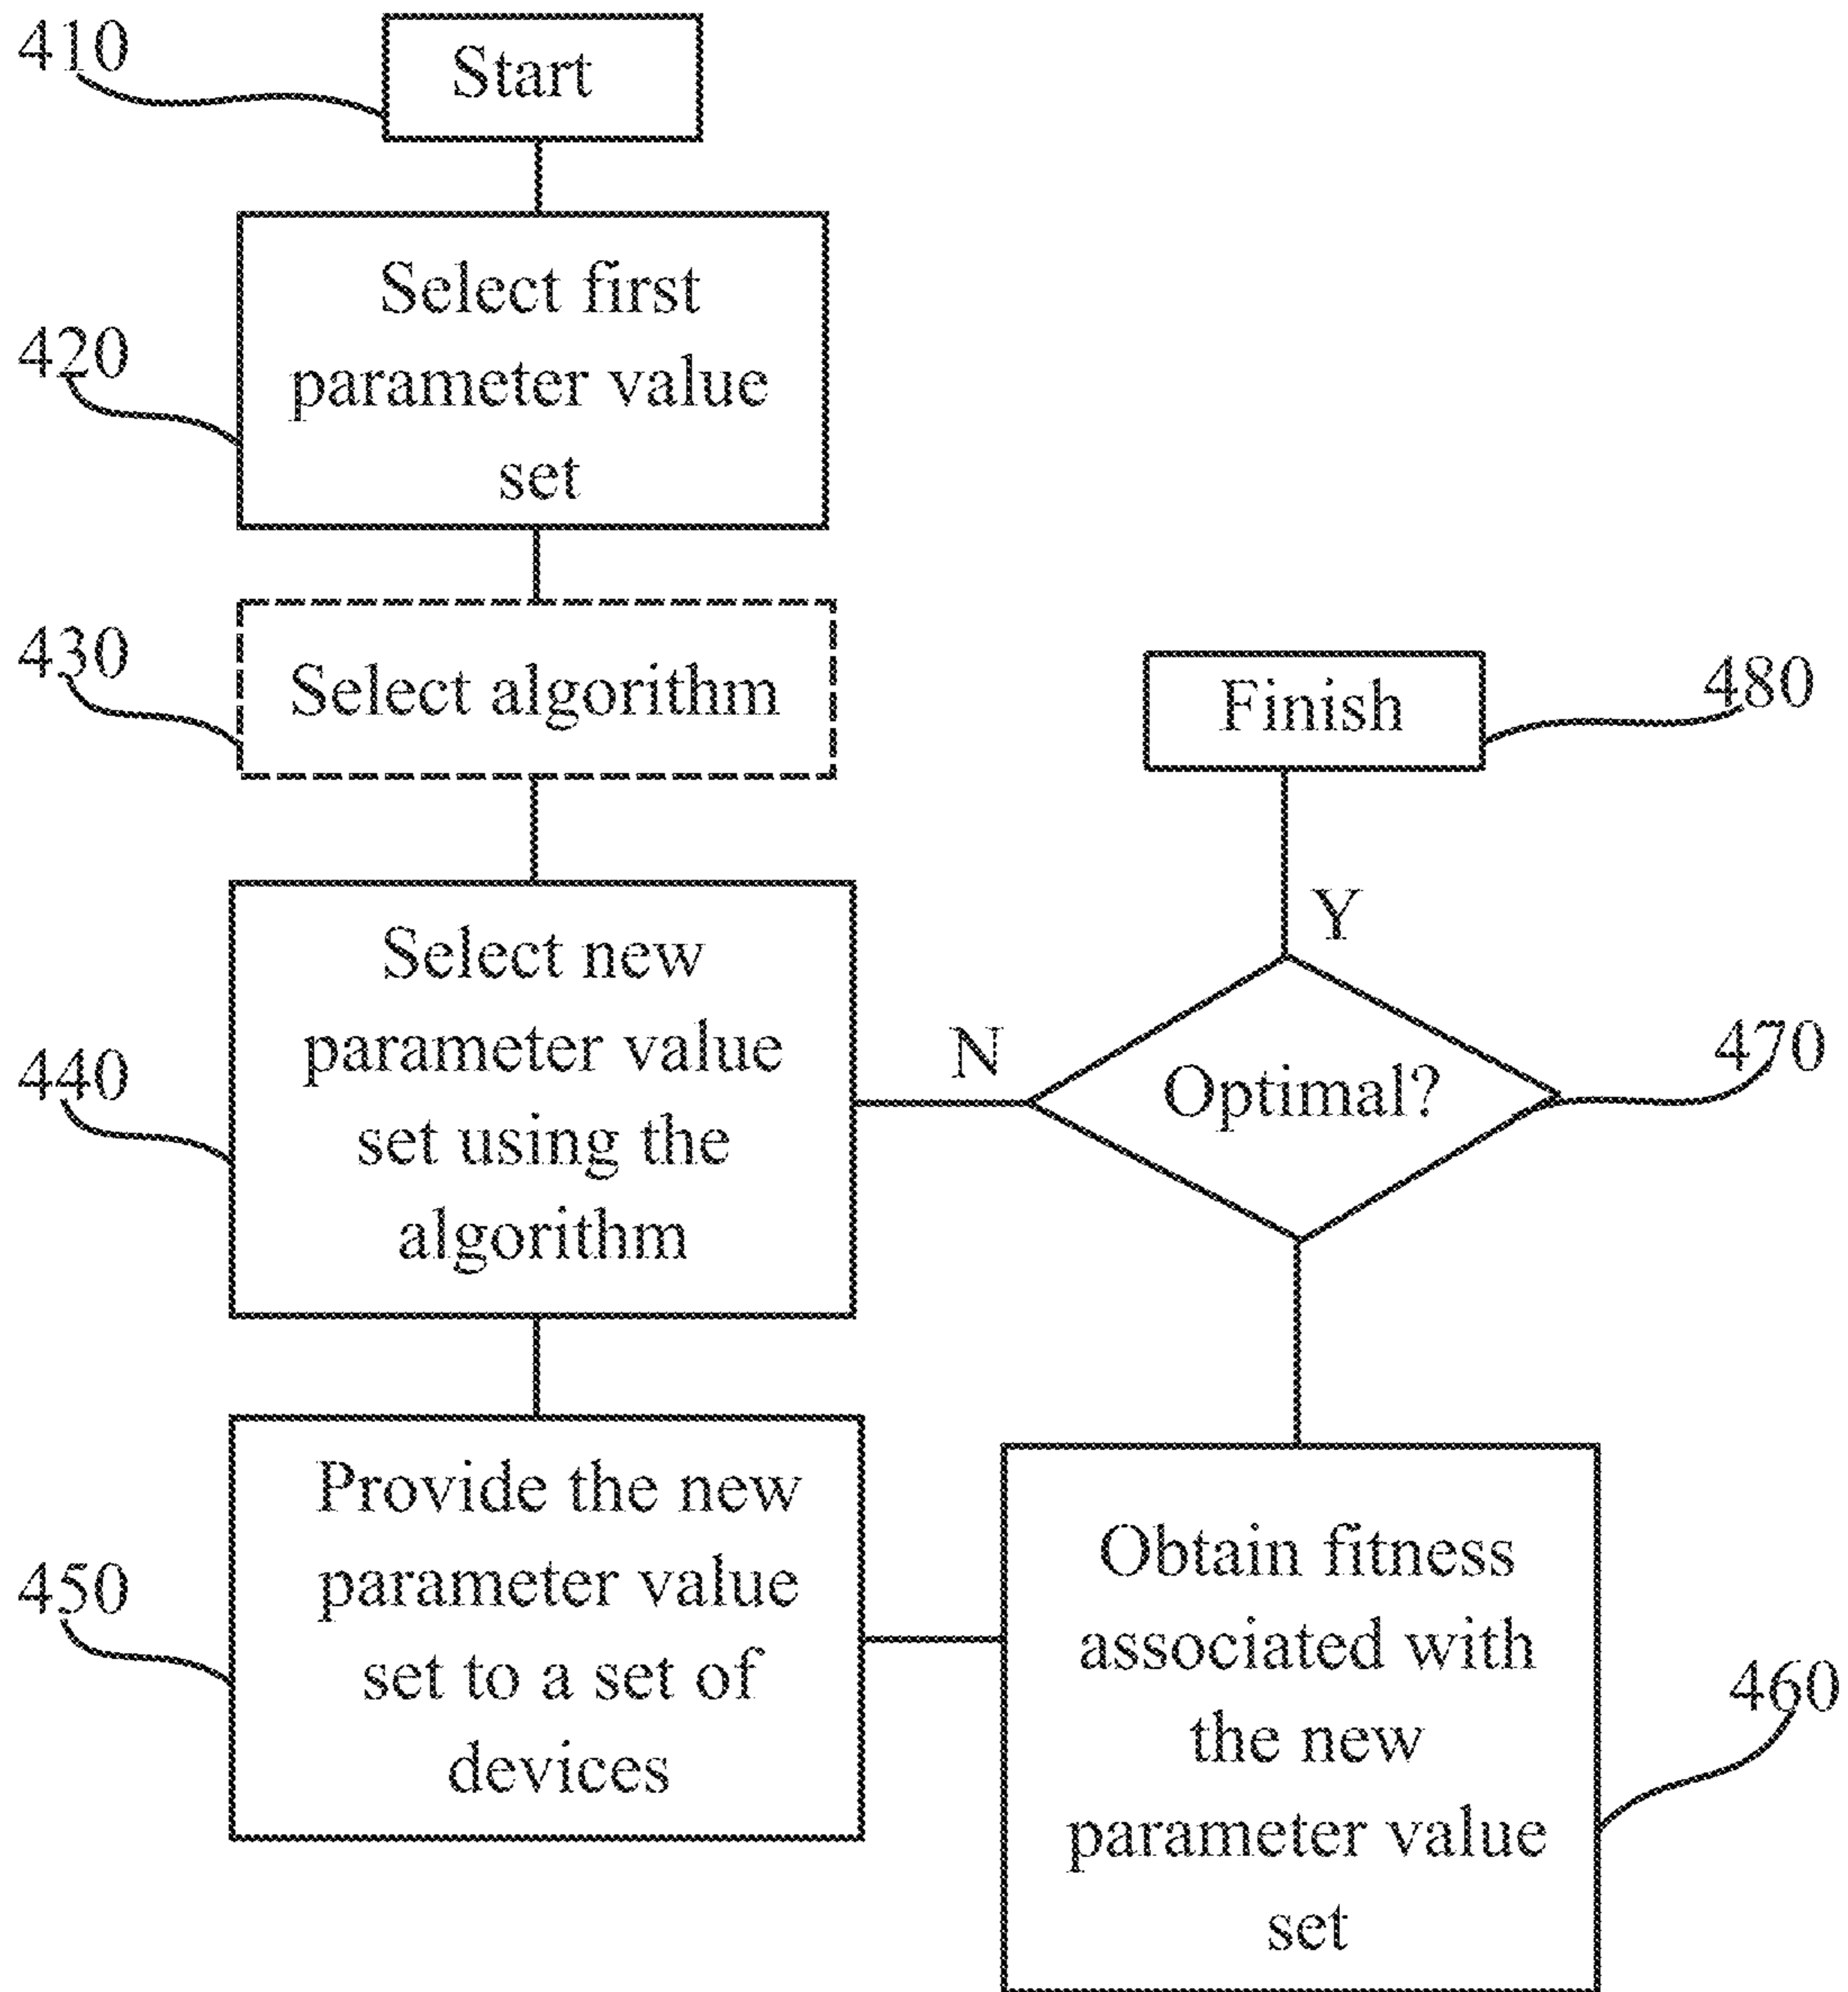 410
Start
420
Select first
parameter value
set
430
Select algorithm
480
Finish
440
Select new
parameter value
set using the
algorithm
N
Y
Optimal?
470
450
Provide the new
parameter value
set to a set of
devices
Obtain fitness
associated with
the new
parameter value
set
460